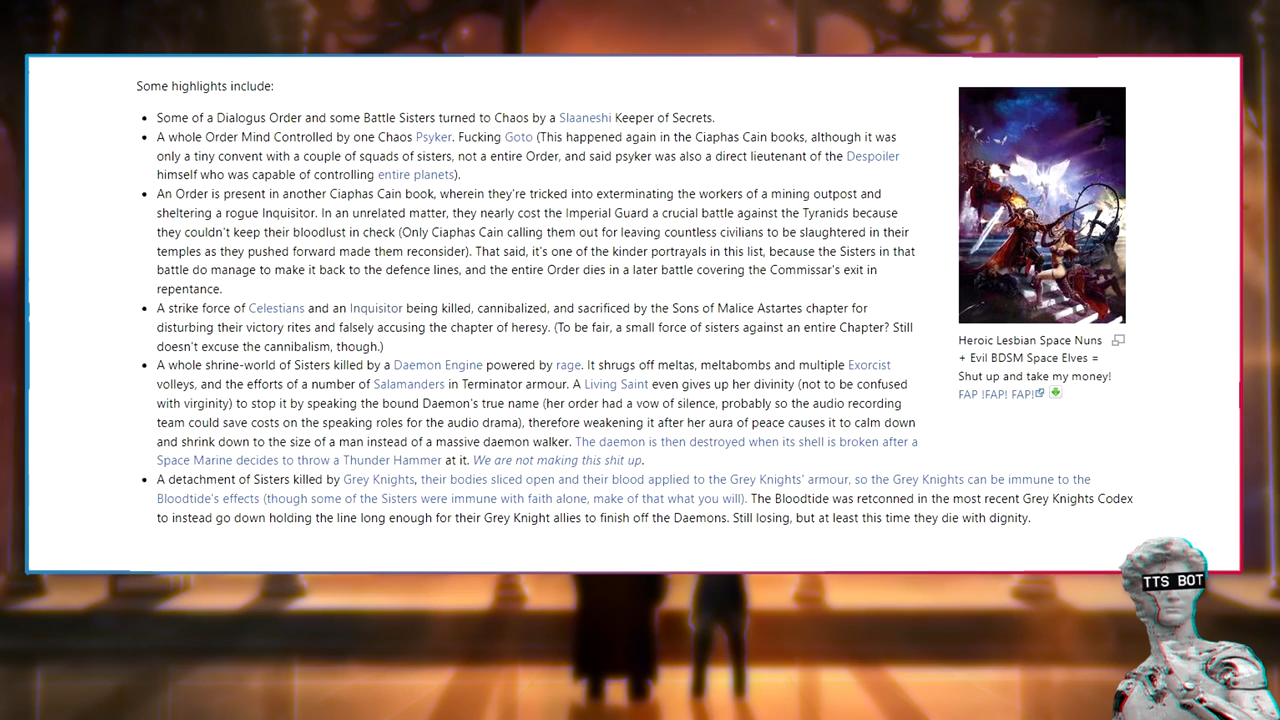 Some highlights include:
Some of a Dialogus Order and some Battle Sisters turned to Chaos by a Slaaneshi Keeper of Secrets.
A whole Order Mind Controlled by one Chaos Psyker. Fucking Goto (This happened again in the Ciaphas Cain books, although it was
only a tiny convent with a couple of squads of sisters, not a entire Order, and said psyker was also a direct lieutenant of the Despoiler
himself who was capable of controlling entire planets).
An Order is present in another Ciaphas Cain book, wherein they're tricked into exterminating the workers of a mining outpost and
sheltering a rogue Inquisitor. In an unrelated matter, they nearly cost the Imperial Guard a crucial battle against the Tyranids because
they couldn't keep their bloodlust in check (Only Ciaphas Cain calling them out for leaving countless civilians to be slaughtered in their
temples as they pushed forward made them reconsider). That said, it's one of the kinder portrayals in this list, because the Sisters in that
battle do manage to make it back to the defence lines, and the entire Order dies in a later battle covering the Commissar's exit in
repentance.
A strike force of Celestians and an Inquisitor being killed, cannibalized, and sacrificed by the Sons of Malice Astartes chapter for
disturbing their victory rites and falsely accusing the chapter of heresy. (To be fair, a small force of sisters against an entire Chapter? Still
doesn't excuse the cannibalism, though.)
A whole shrine-world of Sisters killed by a Daemon Engine powered by rage. It shrugs off meltas, meltabombs and multiple Exorcist
volleys, and the efforts of a number of Salamanders in Terminator armour. A Living Saint even gives up her divinity (not to be confused
with virginity) to stop it by speaking the bound Daemon's true name (her order had a vow of silence, probably so the audio recording
team could save costs on the speaking roles for the audio drama), therefore weakening it after her aura of peace causes it to calm down
and shrink down to the size of a man instead of a massive daemon walker. The daemon is then destroyed when its shell is broken after a
Space Marine decides to throw a Thunder Hammer at it. We are not making this shit up.
A detachment of Sisters killed by Grey Knights, their bodies sliced open and their blood applied to the Grey Knights' armour, so the Grey Knights can be immune to the
Bloodtide's effects (though some of the Sisters were immune with faith alone, make of that what you will). The Bloodtide was retconned in the most recent Grey Knights Codex
to instead go down holding the line long enough for their Grey Knight allies to finish off the Daemons. Still losing, but at least this time they die with dignity.
Heroic Lesbian Space Nuns
+ Evil BDSM Space Elves =
Shut up and take my money!
FAP !FAP! FAP!
TTS BOT